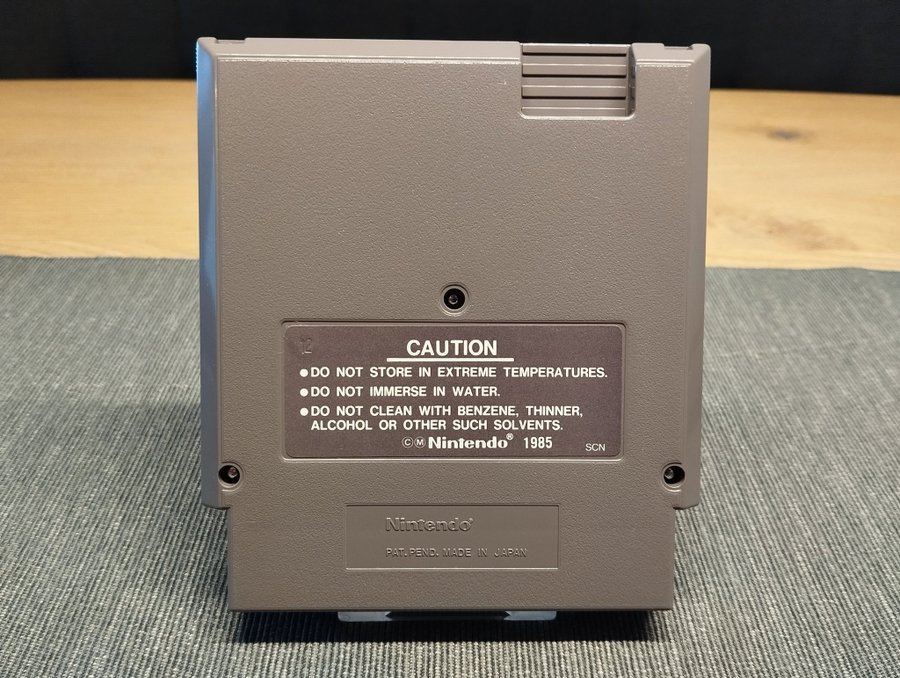 12
CAUTION
●DO NOT STORE IN EXTREME TEMPERATURES.
●DO NOT IMMERSE IN WATER.
●DO NOT CLEAN WITH BENZENE, THINNER,
ALCOHOL OR OTHER SUCH SOLVENTS.
ⒸⓂ Nintendo® 1985
SCN
Nintendo®
PAT. PEND. MADE IN JAPAN